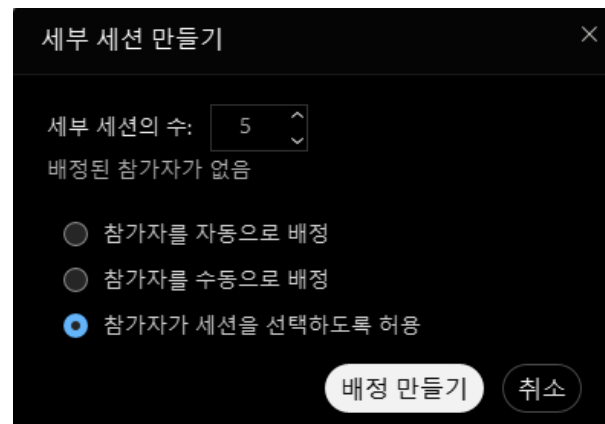 세부 세션 만들기
세부 세션의 수: 5
배정된 참가자가 없음
참가자를 자동으로 배정
참가자를 수동으로 배정
참가자가 세션을 선택하도록 허용
배정 만들기 취소